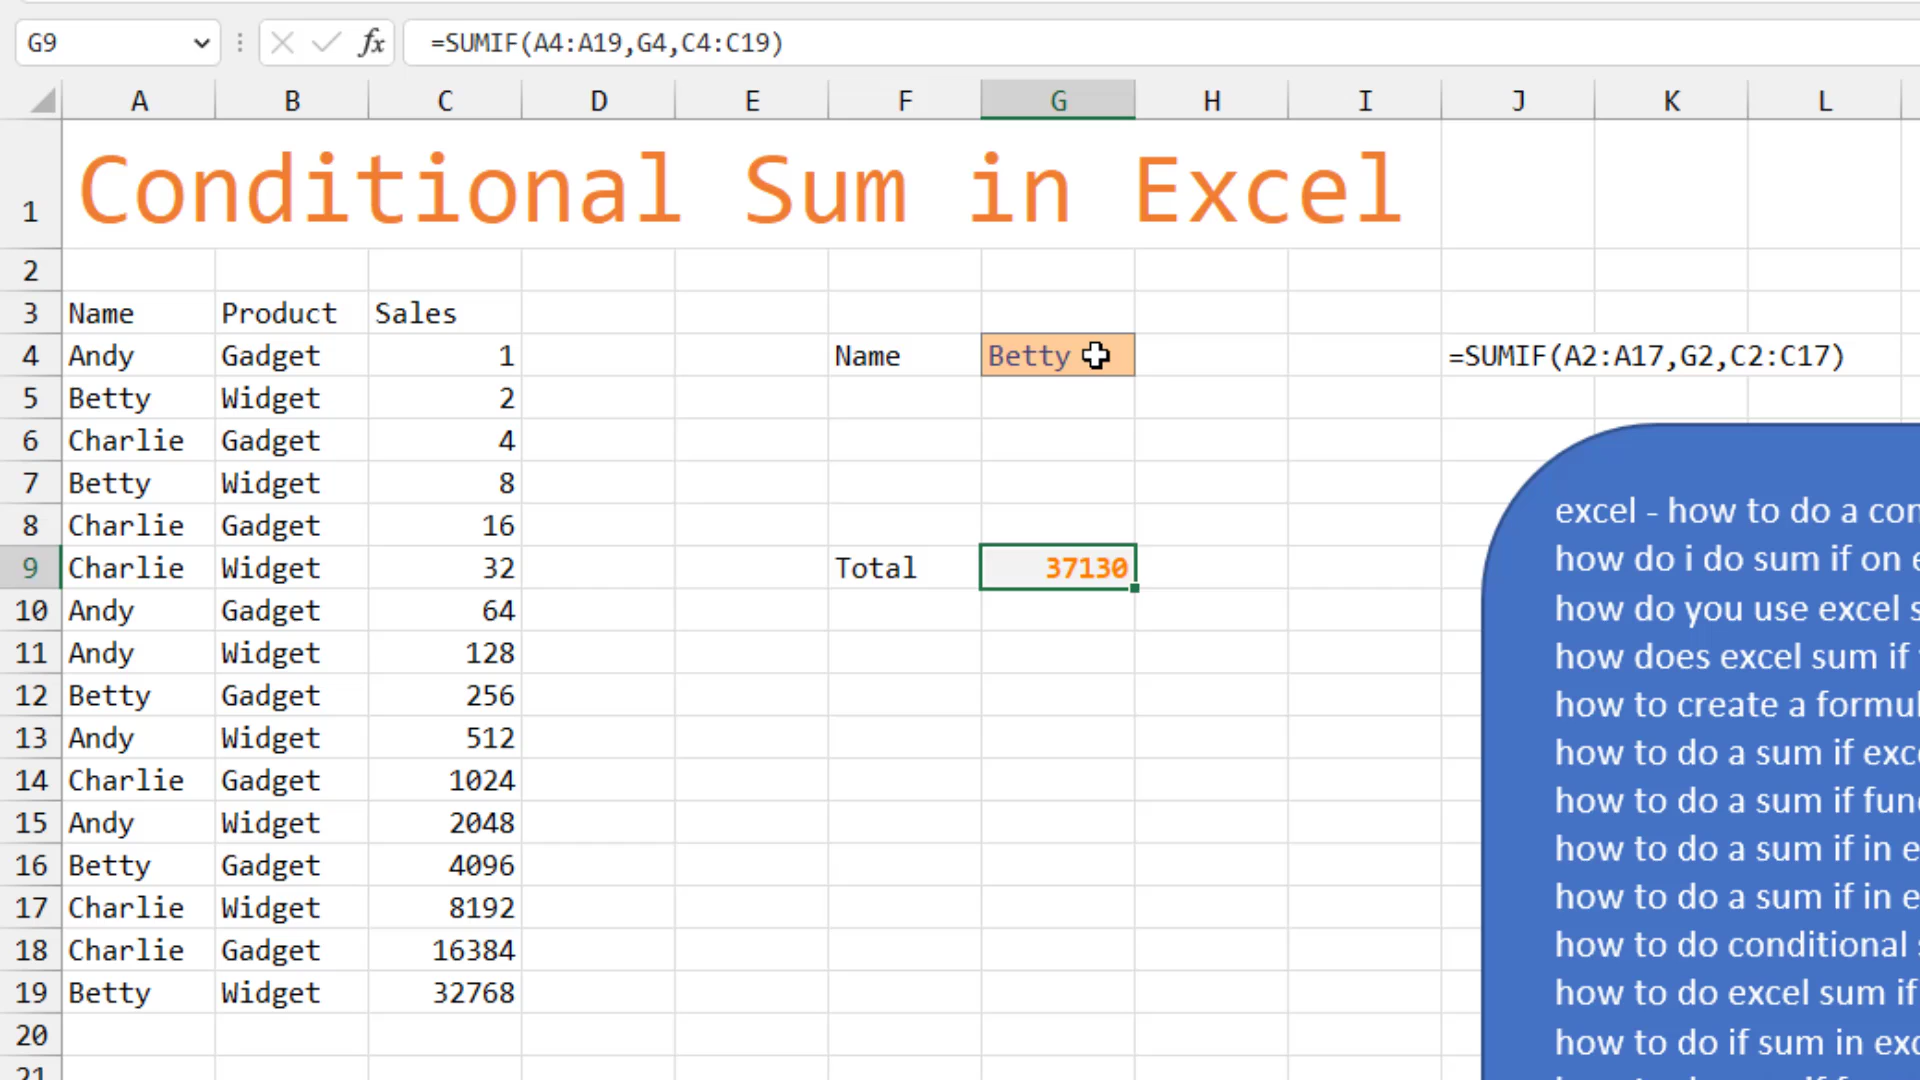 G9 fx =SUMIF(A4:A19,G4,C4:C19)
A B C D E F G H I J K L
1 Conditional Sum in Excel
2
3 Name Product Sales
4 Andy Gadget 1 Name Betty =SUMIF(A2:A17,G2,C2:C17)
5 Betty Widget 2
6 Charlie Gadget 4
7 Betty Widget 8
8 Charlie Gadget 16
9 Charlie Widget 32 Total 37130
10 Andy Gadget 64
11 Andy Widget 128
12 Betty Gadget 256
13 Andy Widget 512
14 Charlie Gadget 1024
15 Andy Widget 2048
16 Betty Gadget 4096
17 Charlie Widget 8192
18 Charlie Gadget 16384
19 Betty Widget 32768
20
21
excel - how to do a
how do i do sum if on
how do you use excel
how does excel sum if
how to create a
how to do a sum if
how to do a sum if
how to do a sum if in
how to do a sum if in
how to do conditional
how to do excel sum if
how to do if sum in